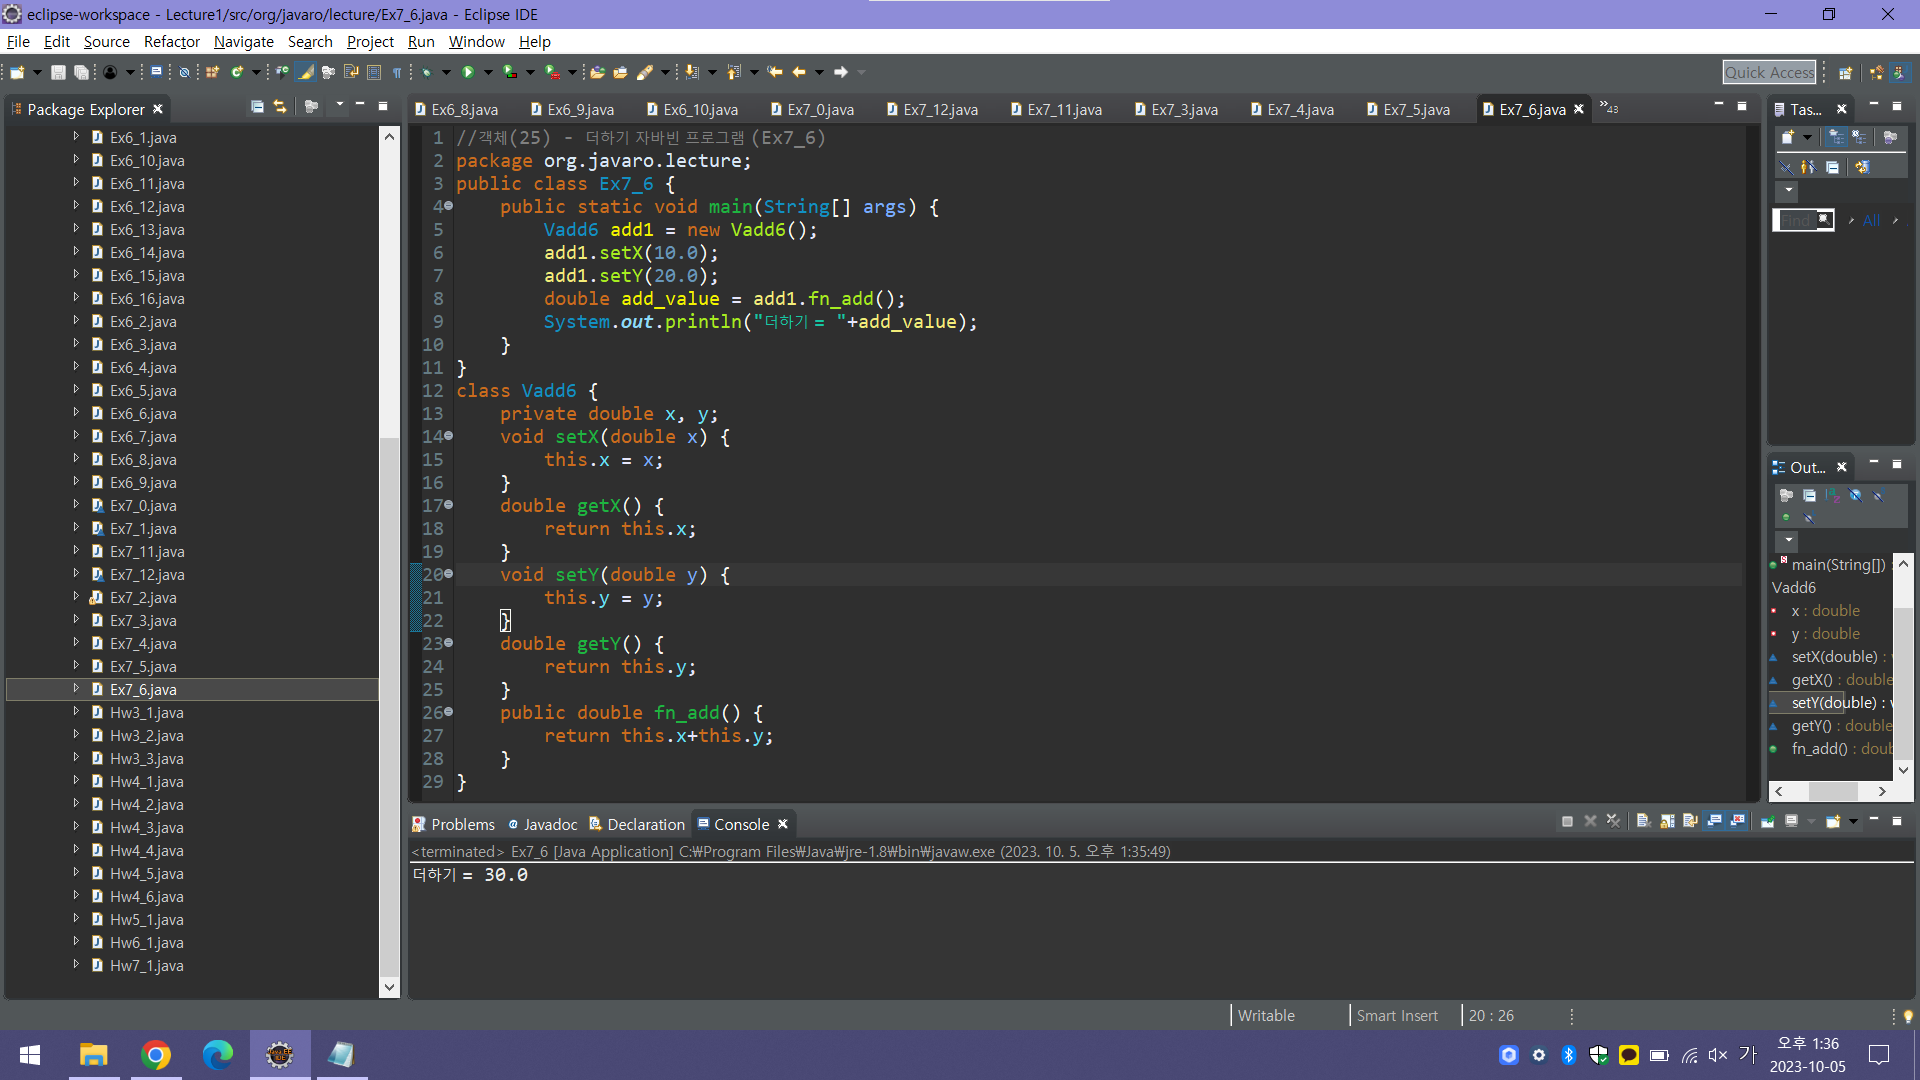 eclipse-workspace - Lecture1/src/org/javaro/lecture/Ex7_6.java - Eclipse IDE
File Edit Source Refactor Navigate Search Project Run Window Help
Quick Access
Package Explorer
Ex6_1.java
Ex6_10.java
Ex6_11.java
Ex6_12.java
Ex6_13.java
Ex6_14.java
Ex6_15.java
Ex6_16.java
Ex6_2.java
Ex6_3.java
Ex6_4.java
Ex6_5.java
Ex6_6.java
Ex6_7.java
Ex6_8.java
Ex6_9.java
Ex7_0.java
Ex7_1.java
Ex7_11.java
Ex7_12.java
Ex7_2.java
Ex7_3.java
Ex7_4.java
Ex7_5.java
Ex7_6.java
Hw3_1.java
Hw3_2.java
Hw3_3.java
Hw4_1.java
Hw4_2.java
Hw4_3.java
Hw4_4.java
Hw4_5.java
Hw4_6.java
Hw5_1.java
Hw6_1.java
Hw7_1.java
Ex6_8.java Ex6_9.java Ex6_10.java Ex7_0.java Ex7_12.java Ex7_11.java Ex7_3.java Ex7_4.java Ex7_5.java Ex7_6.java »43
1 //객체(25) - 더하기 자바빈 프로그램 (Ex7_6)
2 package org.javaro.lecture;
3 public class Ex7_6 {
4     public static void main(String[] args) {
5         Vadd6 add1 = new Vadd6();
6         add1.setX(10.0);
7         add1.setY(20.0);
8         double add_value = add1.fn_add();
9         System.out.println("더하기 = "+add_value);
10     }
11 }
12 class Vadd6 {
13     private double x, y;
14     void setX(double x) {
15         this.x = x;
16     }
17     double getX() {
18         return this.x;
19     }
20     void setY(double y) {
21         this.y = y;
22     }
23     double getY() {
24         return this.y;
25     }
26     public double fn_add() {
27         return this.x+this.y;
28     }
29 }
Tas...
Find All
Out...
main(String[]) :
Vadd6
x : double
y : double
setX(double) :
getX() : double
setY(double) :
getY() : double
fn_add() : dou
Problems Javadoc Declaration Console
<terminated> Ex7_6 [Java Application] C:₩Program Files₩Java₩jre-1.8₩bin₩javaw.exe (2023. 10. 5. 오후 1:35:49)
더하기 = 30.0
Writable Smart Insert 20 : 26
가
오후 1:36
2023-10-05